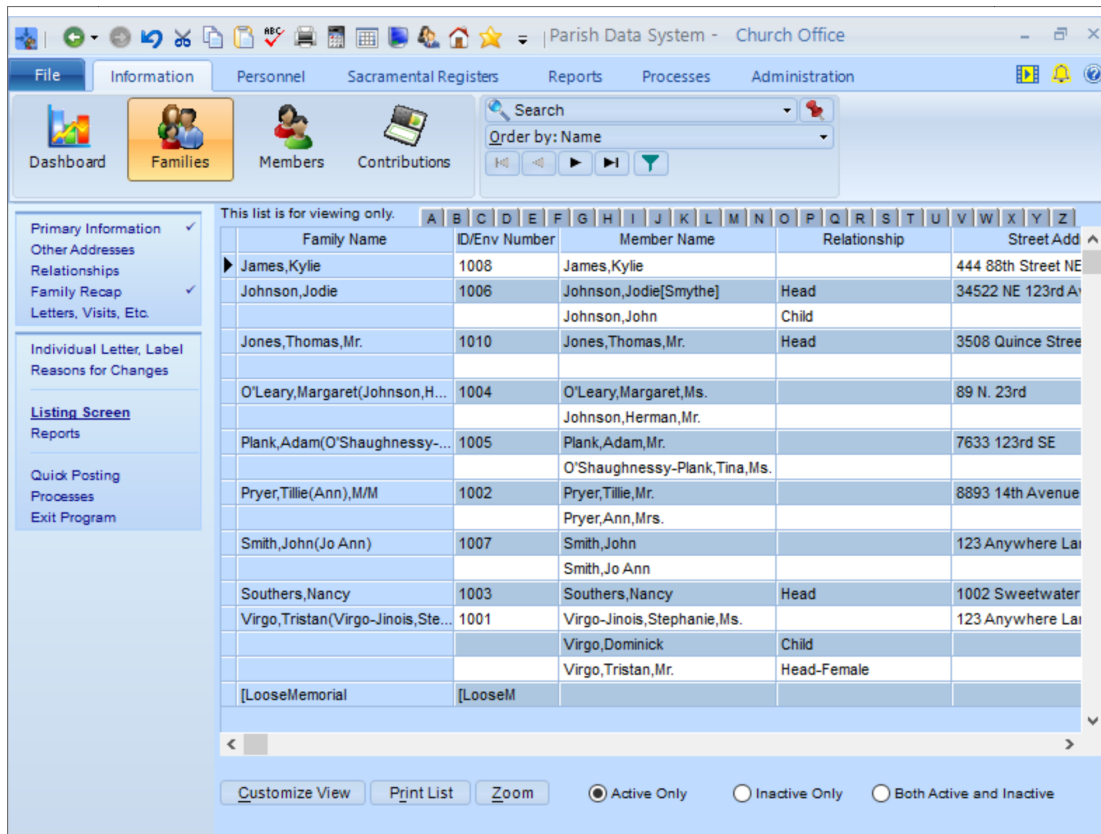 ABC Parish Data System - Church Office
File Information Personnel Sacramental Registers Reports Processes Administration
Search
Order by: Name
Dashboard Families Members Contributions
Primary Information
Other Addresses
Relationships
Family Recap
Letters, Visits, Etc.
Individual Letter, Label
Reasons for Changes
Listing Screen
Reports
Quick Posting
Processes
Exit Program
This list is for viewing only. A B C D E F G H I J K L M N O P Q R S T U V W X Y Z
Family Name ID/Env Number Member Name Relationship Street Add
James,Kylie 1008 James,Kylie 444 88th Street NE
Johnson,Jodie 1006 Johnson,Jodie[Smythe] Head 34522 NE 123rd A
Johnson,John Child
Jones,Thomas,Mr. 1010 Jones,Thomas,Mr. Head 3508 Quince Stree
O'Leary,Margaret(Johnson,H... 1004 O'Leary,Margaret,Ms. 89 N. 23rd
Johnson,Herman,Mr.
Plank,Adam(O'Shaughnessy-... 1005 Plank,Adam,Mr. 7633 123rd SE
O'Shaughnessy-Plank,Tina,Ms.
Pryer,Tillie(Ann),M/M 1002 Pryer,Tillie,Mr. 8893 14th Avenue
Pryer,Ann,Mrs.
Smith,John(Jo Ann) 1007 Smith,John 123 Anywhere La
Smith,Jo Ann
Southers,Nancy 1003 Southers,Nancy Head 1002 Sweetwater
Virgo,Tristan(Virgo-Jinois,Ste... 1001 Virgo-Jinois,Stephanie,Ms. 123 Anywhere La
Virgo,Dominick Child
Virgo,Tristan,Mr. Head-Female
[LooseMemorial [LooseM
Customize View Print List Zoom Active Only Inactive Only Both Active and Inactive